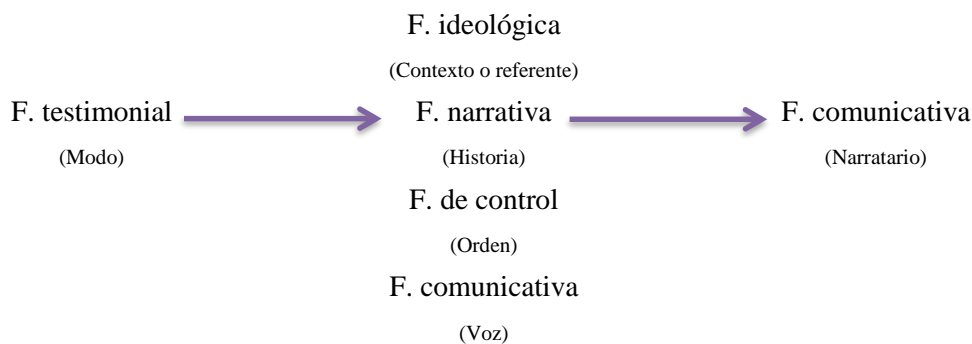 F. ideológica
(Contexto o referente)
F. testimonial F. narrativa F. comunicativa
(Modo) (Historia) (Narratario)
F. de control
(Orden)
F. comunicativa
(Voz)